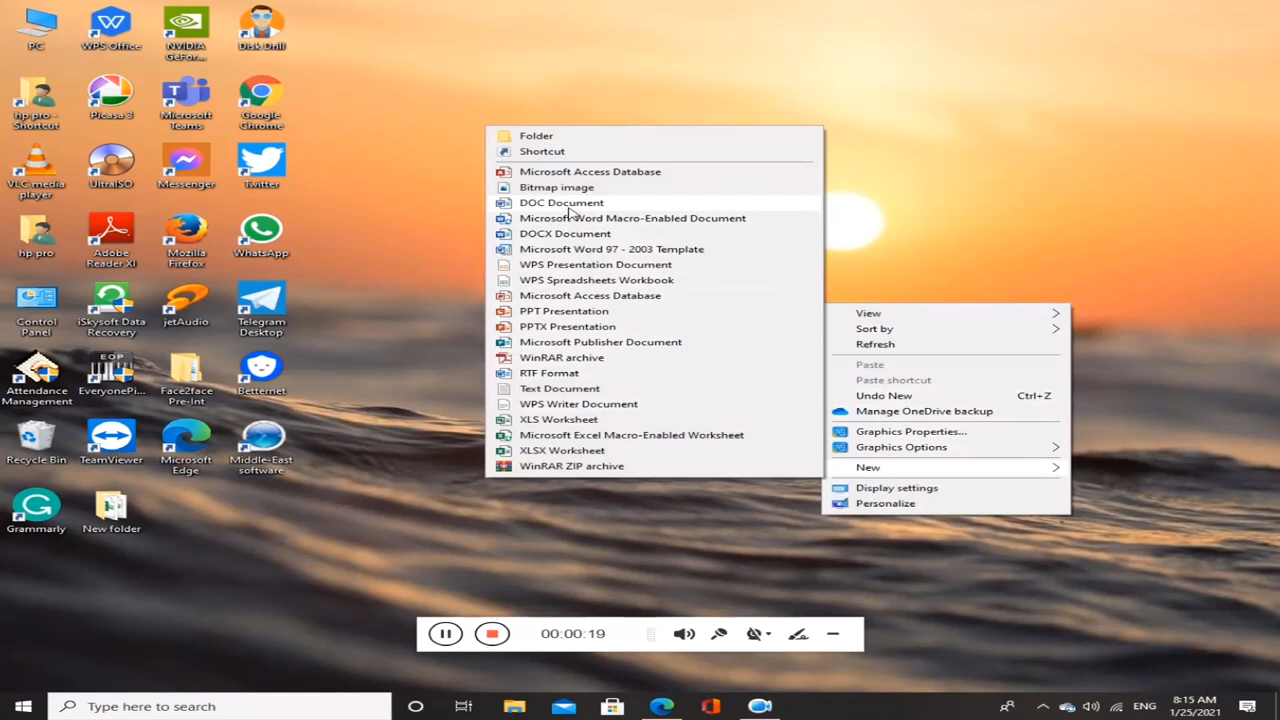 PC
WPS Office
NVIDIA
GeFor...
Disk Drill
hp pro -
Shortcut
Picasa 3
Microsoft
Teams
Google
Chrome
VLC media
player
UltraISO
Messenger
Twitter
hp pro
Adobe
Reader XI
Mozilla
Firefox
WhatsApp
Control
Panel
iSkysoft Data
Recovery
jetAudio
Telegram
Desktop
Attendance
Management
EOP
EveryonePi...
Face2face
Pre-Int
Betternet
Recycle Bin
TeamViewer
Microsoft
Edge
Middle-East
software
Grammarly
New folder
Folder
Shortcut
Microsoft Access Database
Bitmap image
DOC Document
Microsoft Word Macro-Enabled Document
DOCX Document
Microsoft Word 97 - 2003 Template
WPS Presentation Document
WPS Spreadsheets Workbook
Microsoft Access Database
PPT Presentation
PPTX Presentation
Microsoft Publisher Document
WinRAR archive
RTF Format
Text Document
WPS Writer Document
XLS Worksheet
Microsoft Excel Macro-Enabled Worksheet
XLSX Worksheet
WinRAR ZIP archive
View
Sort by
Refresh
Paste
Paste shortcut
Undo New Ctrl+Z
Manage OneDrive backup
Graphics Properties...
Graphics Options
New
Display settings
Personalize
00:00:19
Type here to search
ENG
8:15 AM
1/25/2021